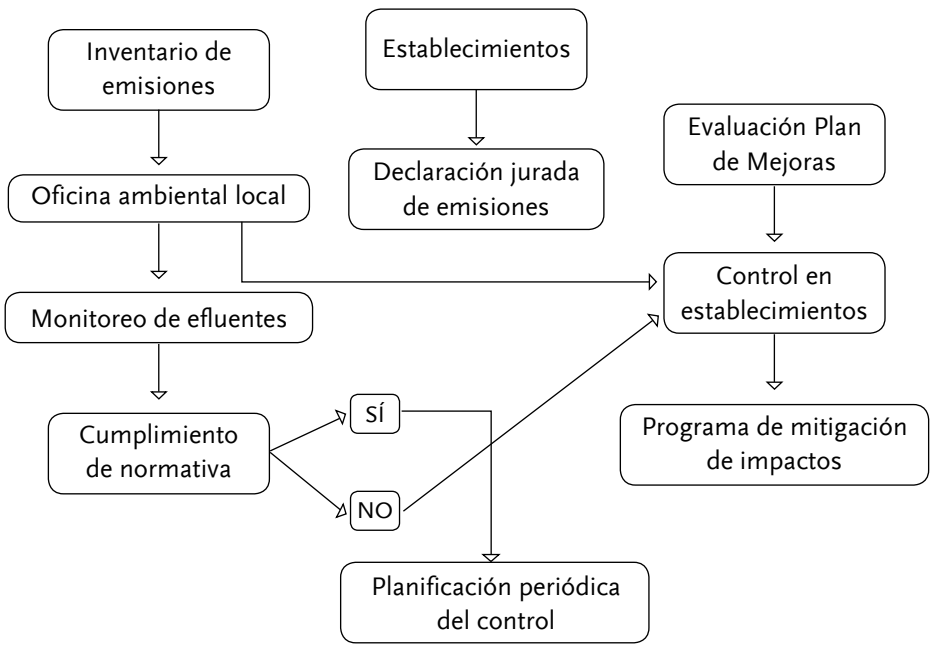 Inventario de
emisiones
Establecimientos
Evaluación Plan
de Mejoras
Declaración jurada
de emisiones
Oficina ambiental local
Control en
establecimientos
Monitoreo de efluentes
SÍ
Cumplimiento
de normativa
Programa de mitigación
de impactos
NO
Planificación periódica
del control